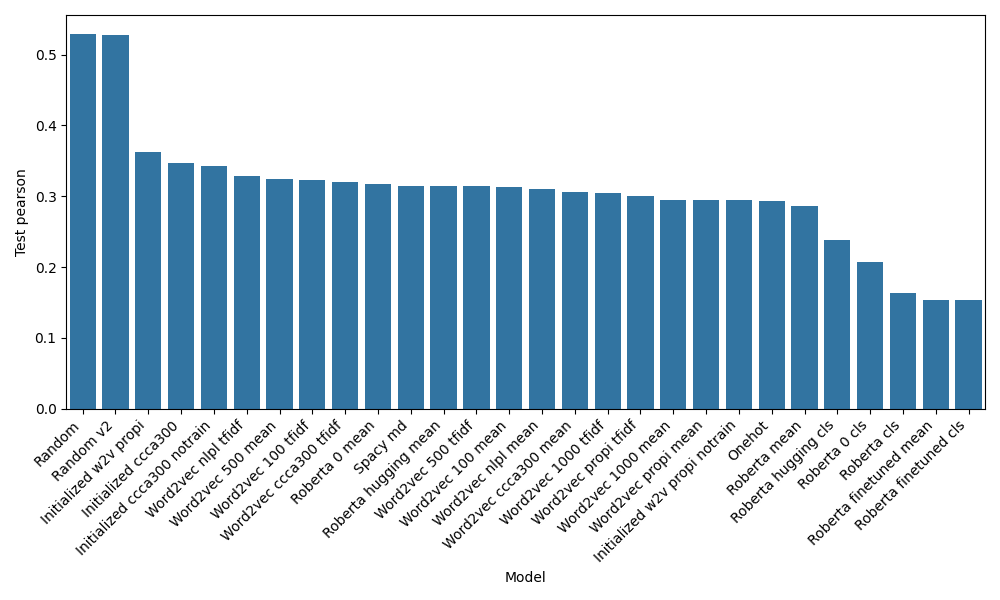 0.5
0.4
0.3
0.2
0.1
0.0
Test pearson
Random
Random v2
Initialized w2v propi
Initialized ccca300
Initialized ccca300 notrain
Word2vec nlpl tfidf
Word2vec 500 mean
Word2vec 100 tfidf
Word2vec ccca300 tfidf
Roberta 0 mean
Spacy md
Roberta hugging mean
Word2vec 500 tfidf
Word2vec 100 mean
Word2vec nlpl mean
Word2vec ccca300 mean
Word2vec 1000 tfidf
Word2vec propi tfidf
Word2vec 1000 mean
Word2vec propi mean
Initialized w2v propi notrain
Onehot
Roberta mean
Roberta hugging cls
Roberta 0 cls
Roberta cls
Roberta finetuned mean
Roberta finetuned cls
Model